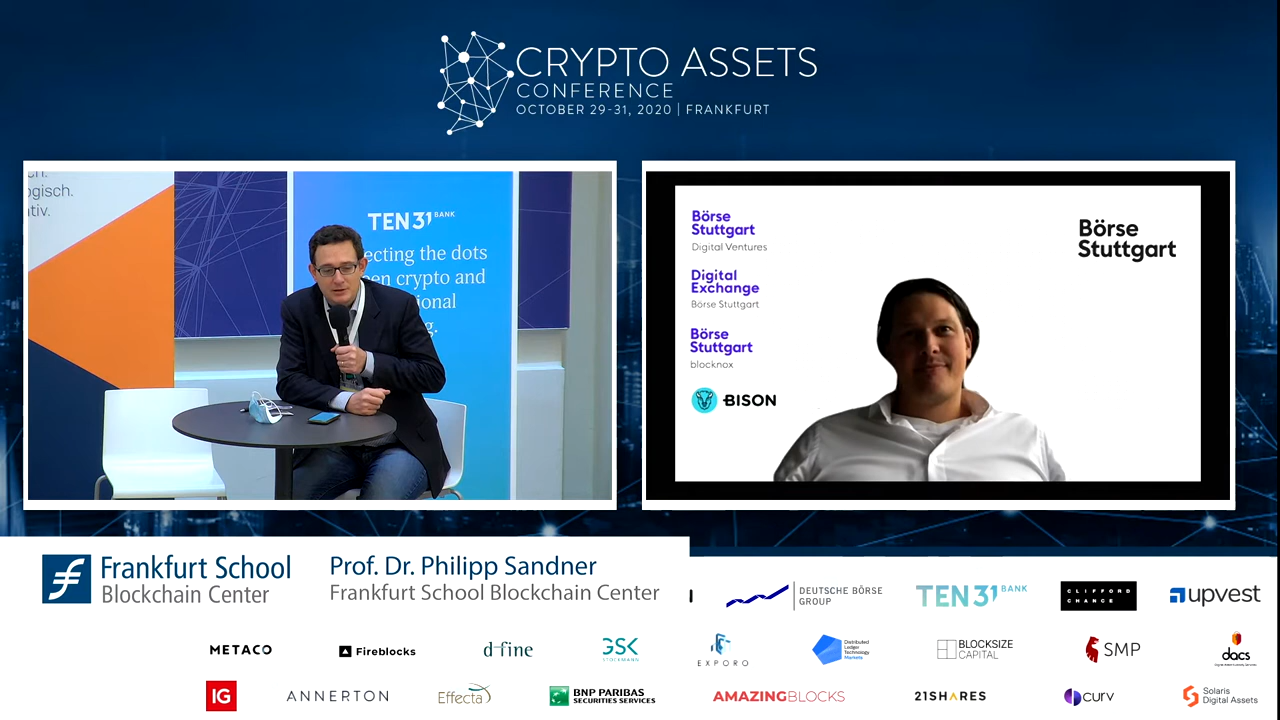 CRYPTO ASSETS
CONFERENCE
OCTOBER 29-31, 2020 | FRANKFURT
ch.
ogisch.
ativ.
TEN31 BANK
ecting the dots
en crypto and
ional
g.
Börse
Stuttgart
Digital Ventures
Digital
Exchange
Börse Stuttgart
Börse
Stuttgart
blocknox
BISON
Börse
Stuttgart
Frankfurt School
Blockchain Center
Prof. Dr. Philipp Sandner
Frankfurt School Blockchain Center
DEUTSCHE BÖRSE
GROUP
TEN31 BANK
CLIFFORD
CHANCE
upvest
METACO
Fireblocks
d-fine
GSK
STOCKMANN
EXPORO
Distributed
Ledger
Technology
Markets
BLOCKSIZE
CAPITAL
SMP
dacs
IG
ANNERTON
Effecta
BNP PARIBAS
SECURITIES SERVICES
AMAZINGBLOCKS
21SHARES
curv
Solaris
Digital Assets